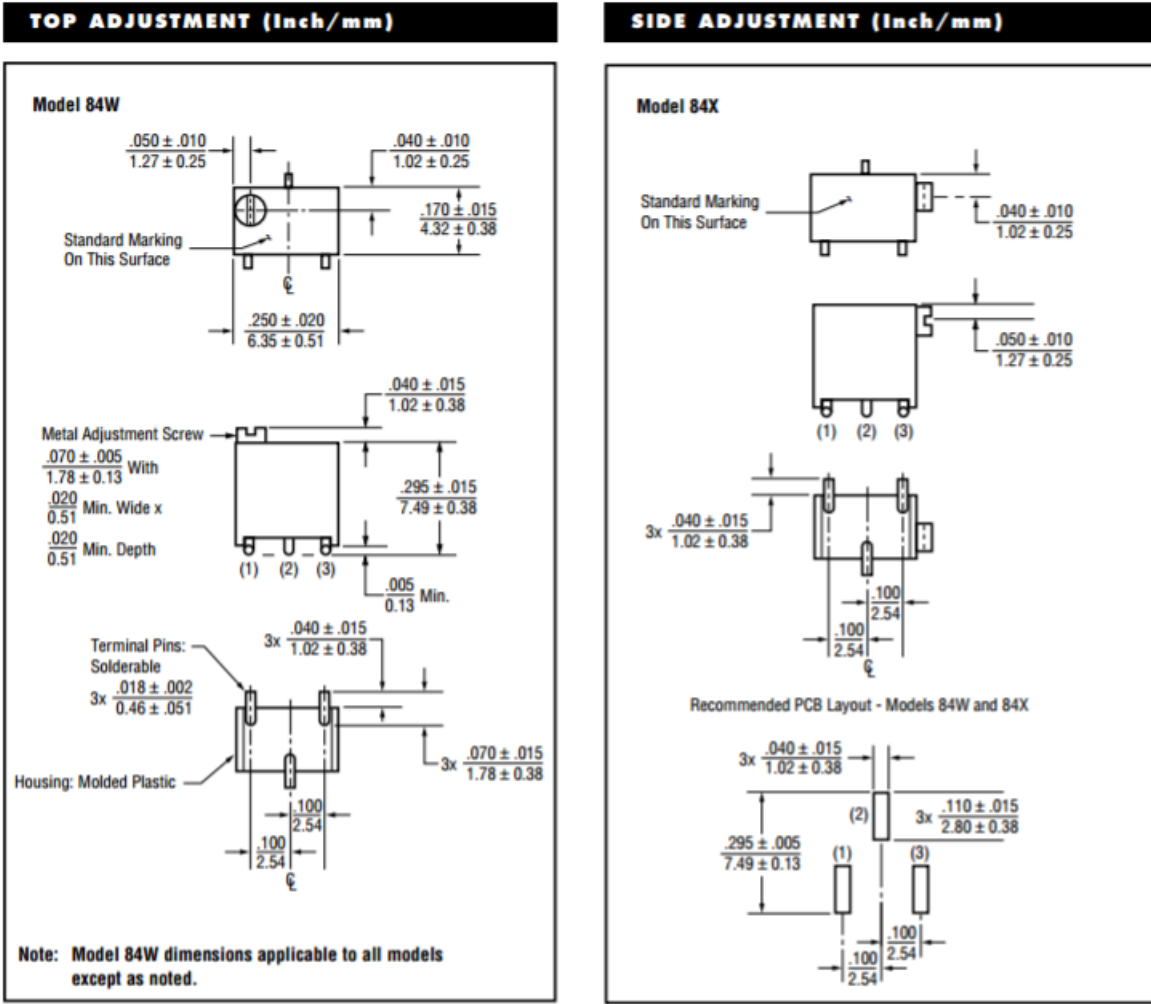 TOP ADJUSTMENT (Inch/mm)
Model 84W
.050 ± .010
1.27 ± 0.25
.040 ± .010
1.02 ± 0.25
.170 ± .015
4.32 ± 0.38
Standard Marking
On This Surface
℄
.250 ± .020
6.35 ± 0.51
.040 ± .015
1.02 ± 0.38
Metal Adjustment Screw
.070 ± .005
1.78 ± 0.13
With
.020
0.51
Min. Wide x
.020
0.51
Min. Depth
.295 ± .015
7.49 ± 0.38
(1) (2) (3)
.005
0.13
Min.
Terminal Pins:
Solderable
3x .018 ± .002
0.46 ± .051
3x .040 ± .015
1.02 ± 0.38
3x .070 ± .015
1.78 ± 0.38
Housing: Molded Plastic
.100
2.54
.100
2.54
℄
Note: Model 84W dimensions applicable to all models
except as noted.
SIDE ADJUSTMENT (Inch/mm)
Model 84X
Standard Marking
On This Surface
.040 ± .010
1.02 ± 0.25
.050 ± .010
1.27 ± 0.25
(1) (2) (3)
3x .040 ± .015
1.02 ± 0.38
.100
2.54
.100
2.54
℄
Recommended PCB Layout - Models 84W and 84X
3x .040 ± .015
1.02 ± 0.38
(2)
3x .110 ± .015
2.80 ± 0.38
.295 ± .005
7.49 ± 0.13
(1) (3)
.100
2.54
.100
2.54